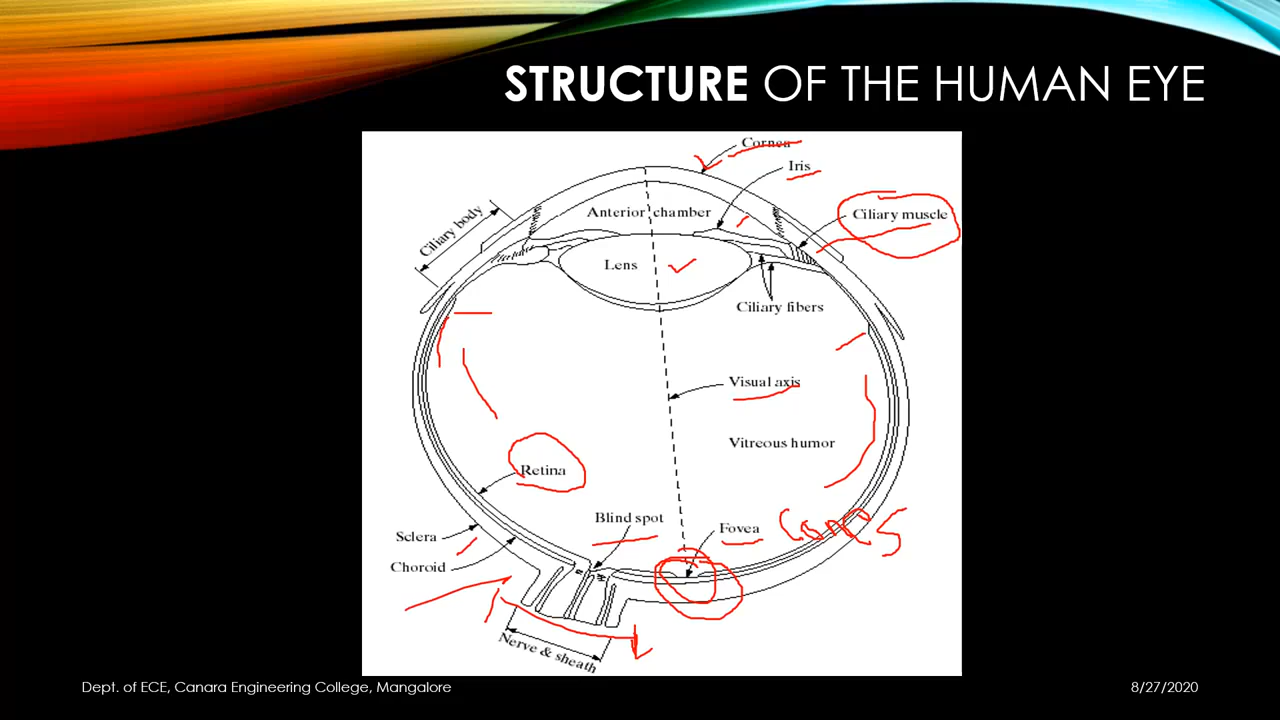 STRUCTURE OF THE HUMAN EYE
Cornea
Iris
Ciliary muscle
Anterior chamber
Ciliary body
Lens
Ciliary fibers
Visual axis
Vitreous humor
Retina
Blind spot
Fovea
Cones
Sclera
Choroid
Nerve & sheath
Dept. of ECE, Canara Engineering College, Mangalore
8/27/2020